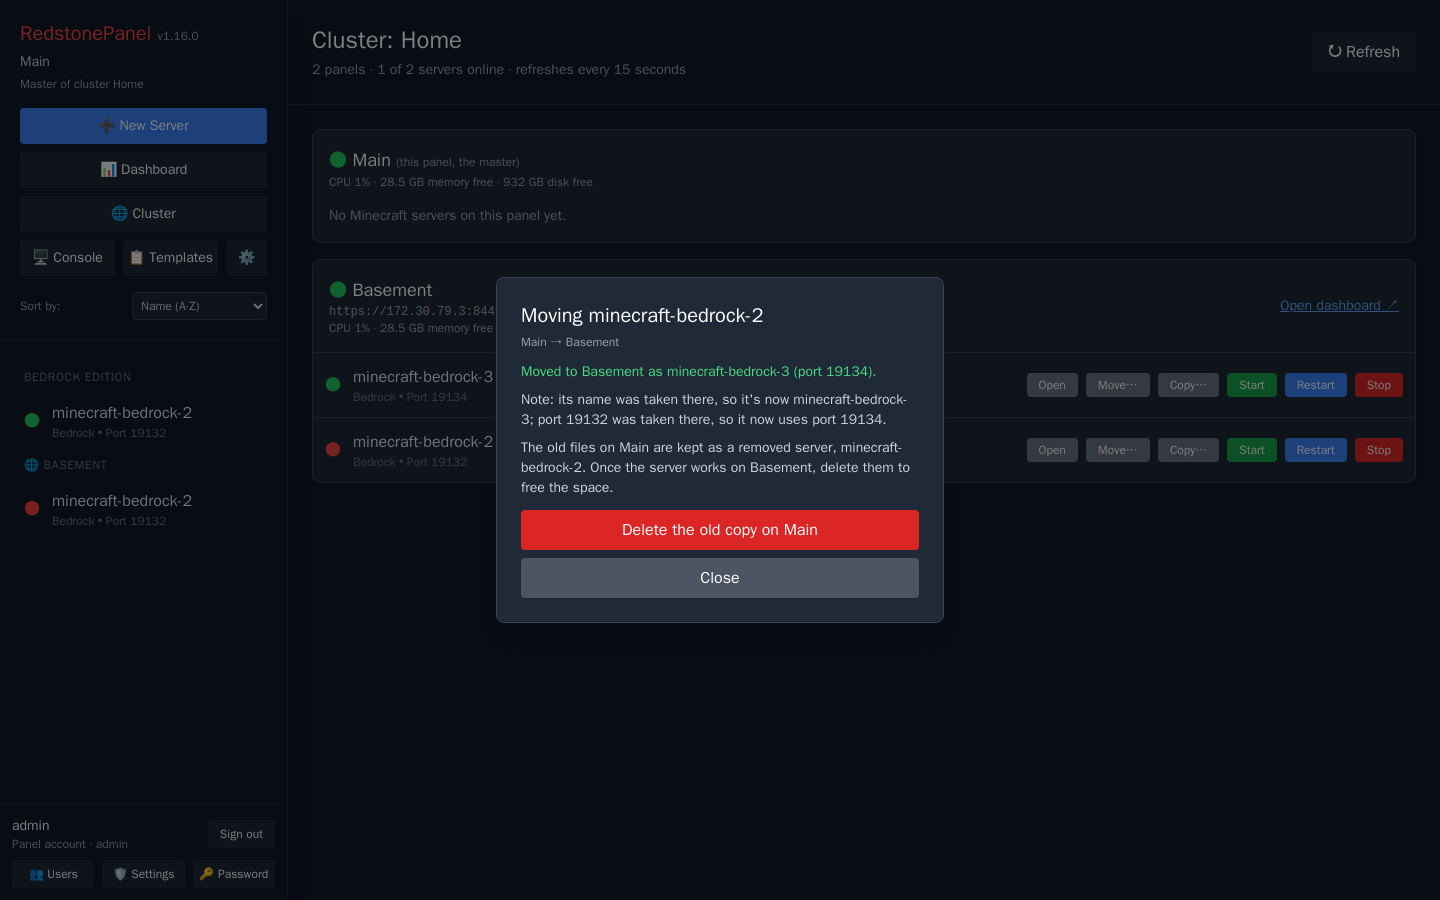 RedstonePanel v1.16.0
Main
Master of cluster Home
➕ New Server
📊 Dashboard
🌐 Cluster
🖥️ Console
📋 Templates
⚙️
Sort by:
Name (A-Z)
BEDROCK EDITION
minecraft-bedrock-2
Bedrock • Port 19132
🌐 BASEMENT
minecraft-bedrock-2
Bedrock • Port 19132
admin
Panel account · admin
Sign out
👥 Users
🛡️ Settings
🔑 Password
Cluster: Home
2 panels · 1 of 2 servers online · refreshes every 15 seconds
↻ Refresh
Main (this panel, the master)
CPU 1% · 28.5 GB memory free · 932 GB disk free
No Minecraft servers on this panel yet.
Basement
https://172.30.79.3:844
CPU 1% · 28.5 GB memory free
Open dashboard ↗
minecraft-bedrock-3
Bedrock • Port 19134
Open
Move…
Copy…
Start
Restart
Stop
minecraft-bedrock-2
Bedrock • Port 19132
Open
Move…
Copy…
Start
Restart
Stop
Moving minecraft-bedrock-2
Main → Basement
Moved to Basement as minecraft-bedrock-3 (port 19134).
Note: its name was taken there, so it's now minecraft-bedrock-
3; port 19132 was taken there, so it now uses port 19134.
The old files on Main are kept as a removed server, minecraft-
bedrock-2. Once the server works on Basement, delete them to
free the space.
Delete the old copy on Main
Close